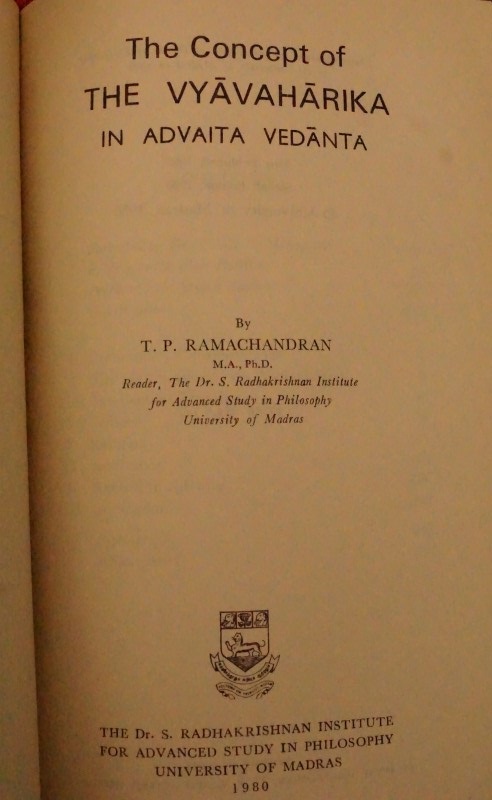 The Concept of
THE VYĀVAHĀRIKA
IN ADVAITA VEDĀNTA
By
T. P. RAMACHANDRAN
M.A., Ph.D.
Reader, The Dr. S. Radhakrishnan Institute
for Advanced Study in Philosophy
University of Madras
THE Dr. S. RADHAKRISHNAN INSTITUTE
FOR ADVANCED STUDY IN PHILOSOPHY
UNIVERSITY OF MADRAS
1980